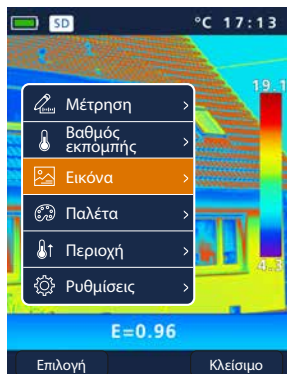 SD °C 17:13
19.1
Μέτρηση
Βαθμός
εκπομπής
Εικόνα
Παλέτα
Περιοχή
4.3
Ρυθμίσεις
E=0.96
Επιλογή Κλείσιμο